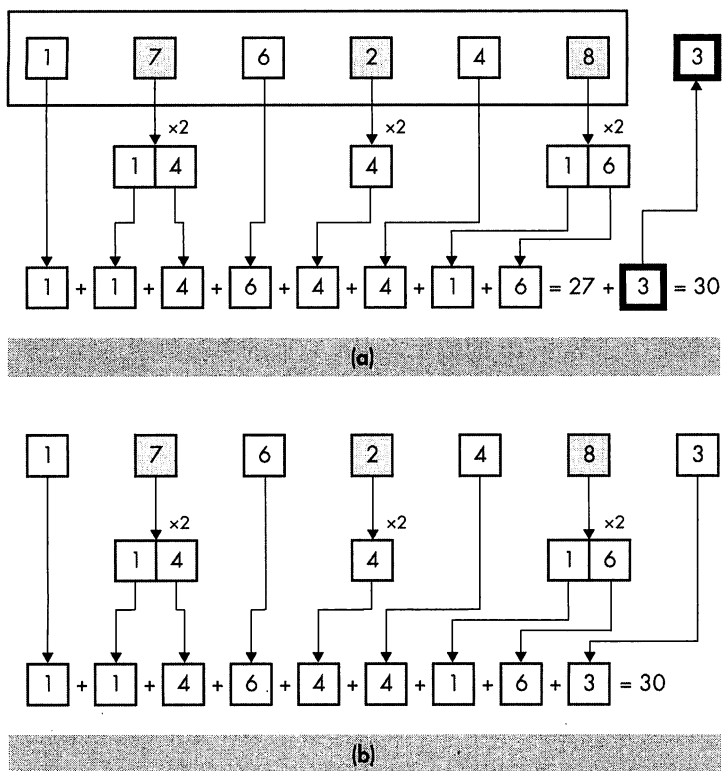 1 7 6 2 4 8 3
×2 ×2 ×2
1 4 4 1 6
1 + 1 + 4 + 6 + 4 + 4 + 1 + 6 = 27 + 3 = 30
(a)
1 7 6 2 4 8 3
×2 ×2 ×2
1 4 4 1 6
1 + 1 + 4 + 6 + 4 + 4 + 1 + 6 + 3 = 30
(b)